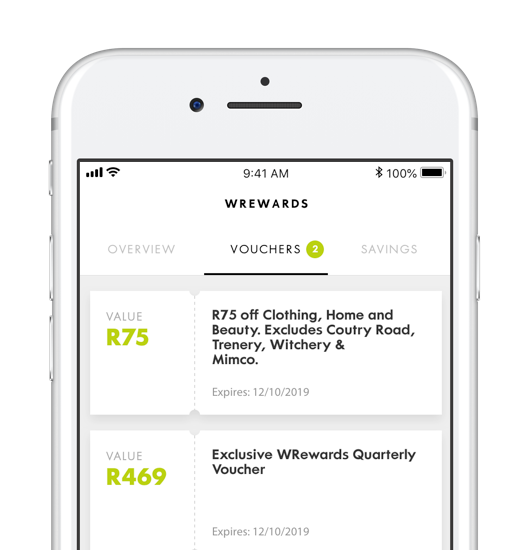 9:41 AM
100%
WREWARDS
OVERVIEW
VOUCHERS 2
SAVINGS
VALUE
R75
R75 off Clothing, Home and
Beauty. Excludes Coutry Road,
Trenery, Witchery &
Mimco.
Expires: 12/10/2019
VALUE
R469
Exclusive WRewards Quarterly
Voucher
Expires: 12/10/2019